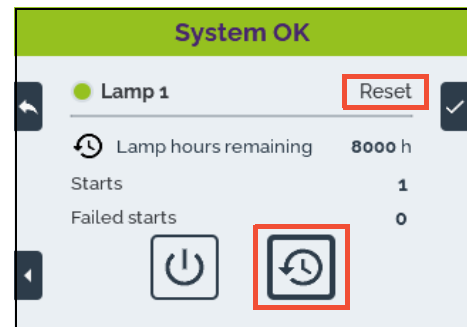 System OK
Lamp 1 Reset
Lamp hours remaining 8000 h
Starts 1
Failed starts 0